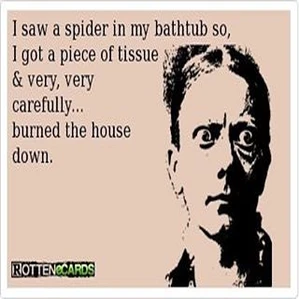 I saw a spider in my bathtub so,
I got a piece of tissue
& very, very
carefully...
burned the house
down.
ROTTENeCARDS